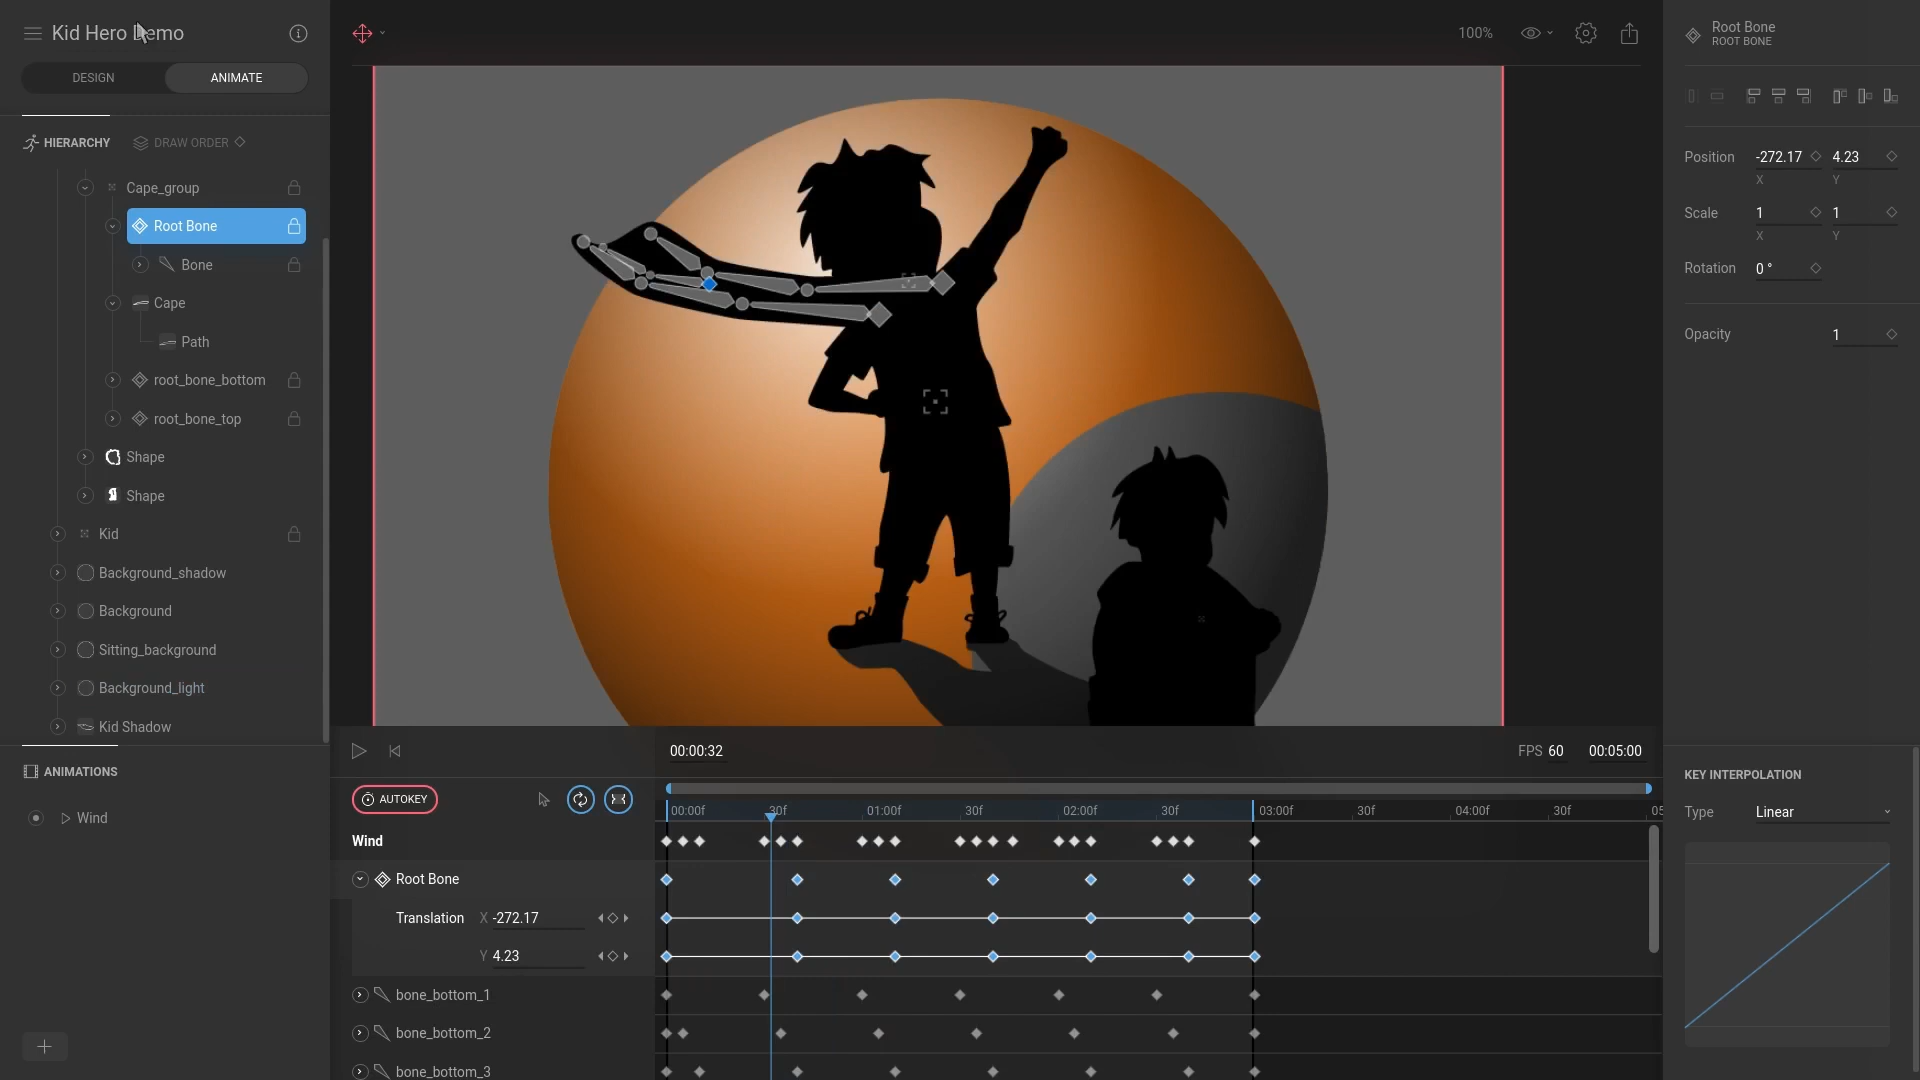 Kid Hero Demo
DESIGN
ANIMATE
HIERARCHY
DRAW ORDER
Cape_group
Root Bone
Bone
Cape
Path
root_bone_bottom
root_bone_top
Shape
Shape
Kid
Background_shadow
Background
Sitting_background
Background_light
Kid Shadow
ANIMATIONS
Wind
100%
Root Bone
ROOT BONE
Position -272.17 4.23
X Y
Scale 1 1
X Y
Rotation 0 °
Opacity 1
00:00:32
FPS 60 00:05:00
AUTOKEY
00:00f 30f 01:00f 30f 02:00f 30f 03:00f 30f 04:00f 30f 05
Wind
Root Bone
Translation X -272.17
Y 4.23
bone_bottom_1
bone_bottom_2
bone_bottom_3
KEY INTERPOLATION
Type Linear